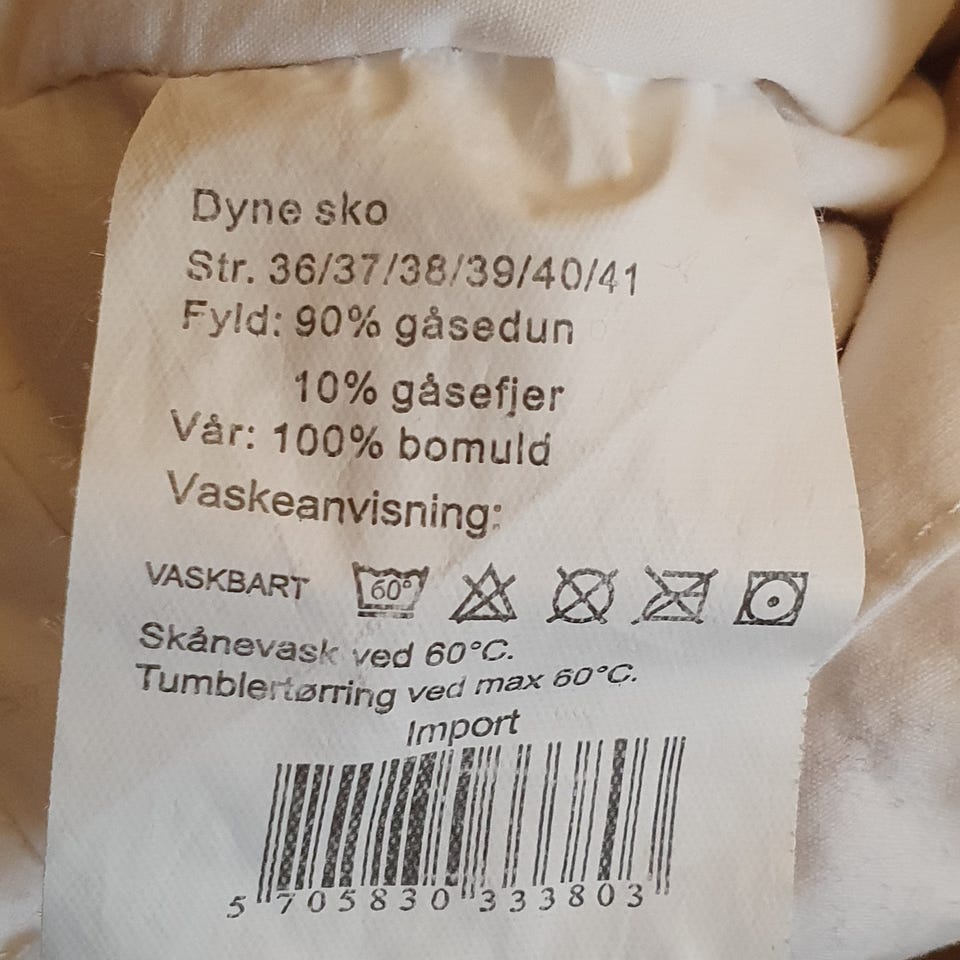 Dyne sko
Str. 36/37/38/39/40/41
Fyld: 90% gåsedun
10% gåsefjer
Vår: 100% bomuld
Vaskeanvisning:
VASKBART 60°
Skånevask ved 60°C.
Tumblertørring ved max 60°C.
Import
5 705830 333803